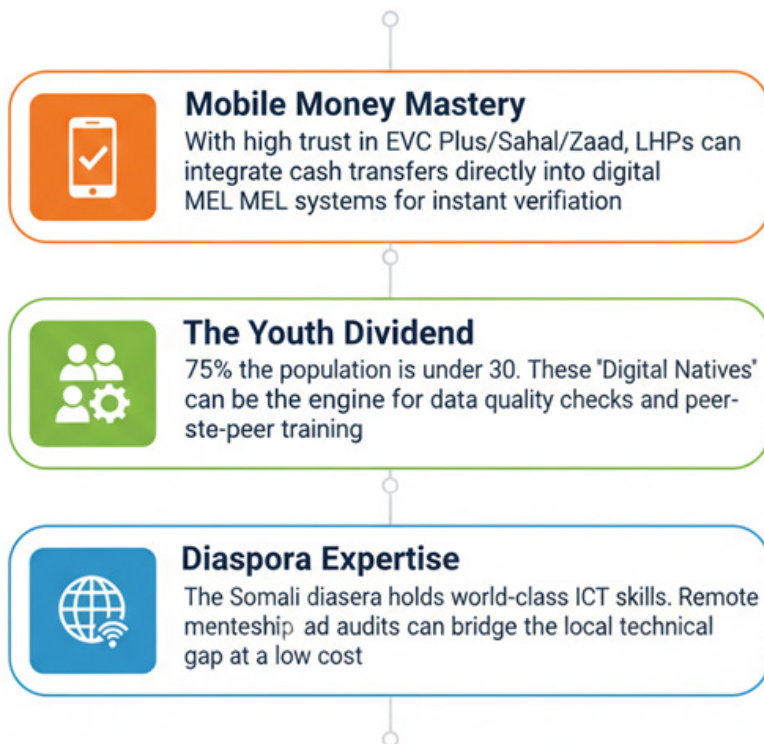 Mobile Money Mastery
With high trust in EVC Plus/Sahal/Zaad, LHPs can
integrate cash transfers directly into digital
MEL MEL systems for instant verifiation
The Youth Dividend
75% the population is under 30. These "Digital Natives"
can be the engine for data quality checks and peer-
ste-peer training
Diaspora Expertise
The Somali diasera holds world-class ICT skills. Remote
menteship ad audits can bridge the local technical
gap at a low cost